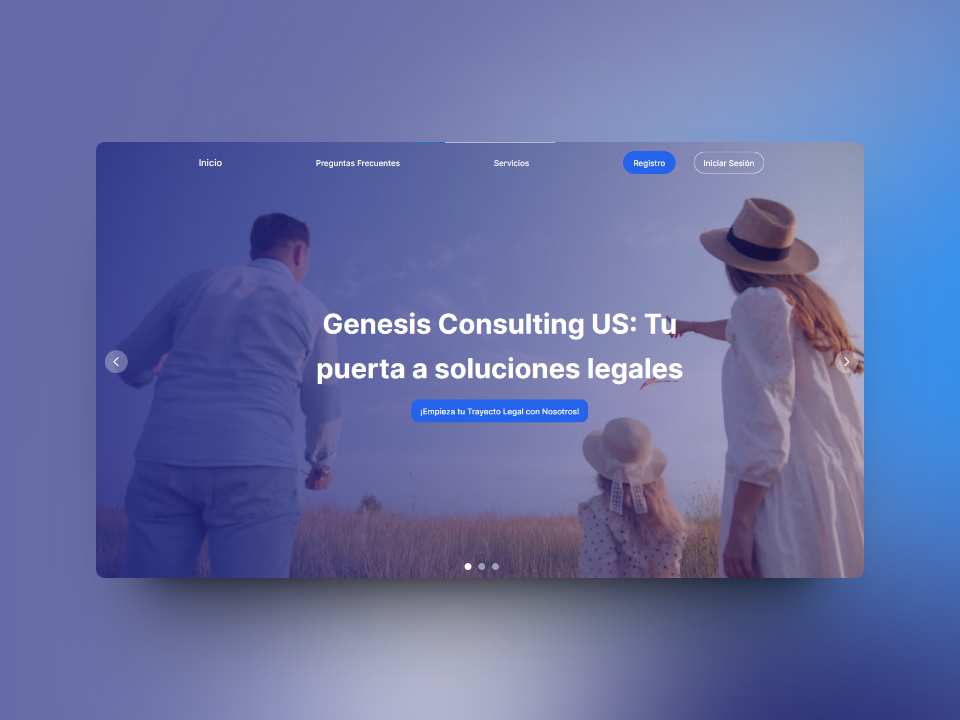 Inicio
Preguntas Frecuentes
Servicios
Registro
Iniciar Sesión
Genesis Consulting US: Tu
puerta a soluciones legales
¡Empieza tu Trayecto Legal con Nosotros!